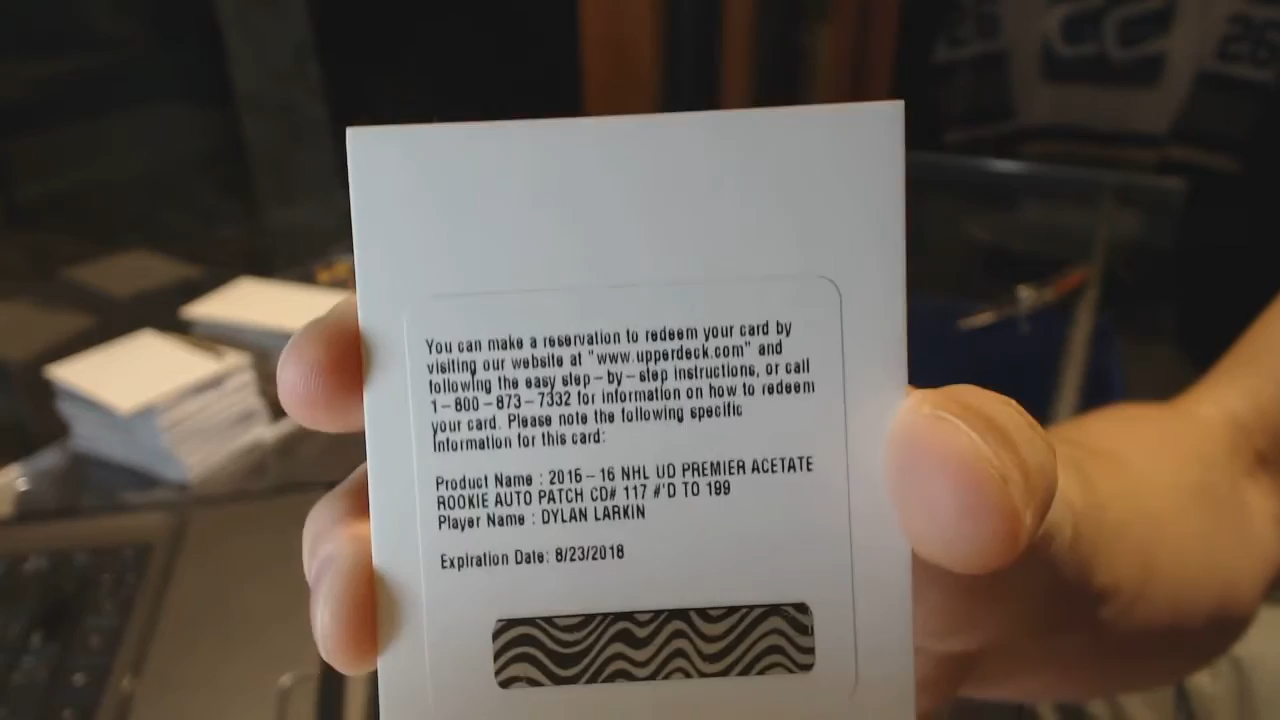 You can make a reservation to redeem your card by
visiting our website at "www.upperdeck.com" and
following the easy step-by-step instructions, or call
1-800-873-7332 for information on how to redeem
your card. Please note the following specific
information for this card:
Product Name : 2015-16 NHL UD PREMIER ACETATE
ROOKIE AUTO PATCH CD# 117 #'D TO 199
Player Name : DYLAN LARKIN
Expiration Date: 8/23/2018